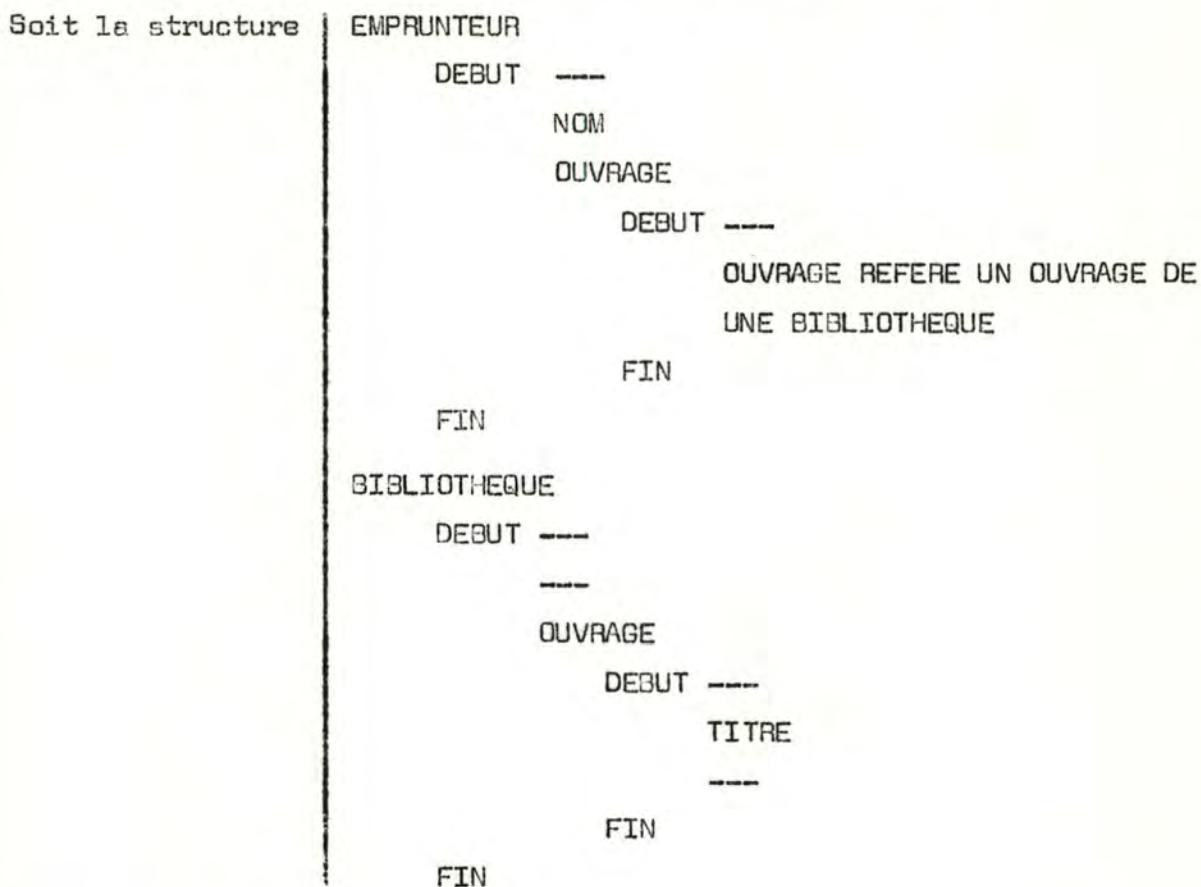 Soit la structure | EMPRUNTEUR
DEBUT ---
NOM
OUVRAGE
DEBUT ---
OUVRAGE REFERE UN OUVRAGE DE
UNE BIBLIOTHEQUE
FIN
FIN
BIBLIOTHEQUE
DEBUT ---
---
OUVRAGE
DEBUT ---
TITRE
---
FIN
FIN